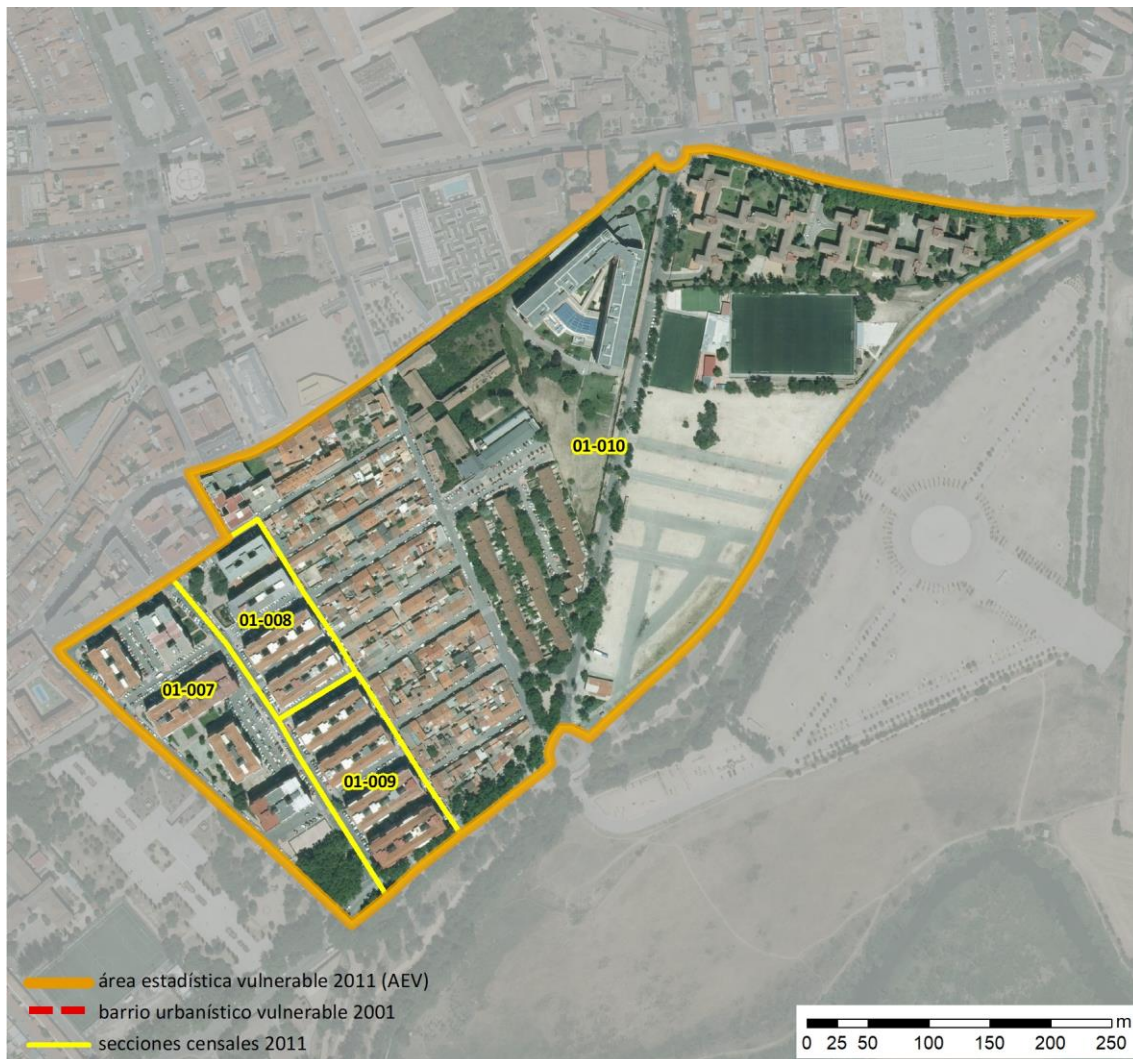 01-010
01-008
01-007
01-009
área estadística vulnerable 2011 (AEV)
barrio urbanístico vulnerable 2001
secciones censales 2011
m
0 25 50 100 150 200 250